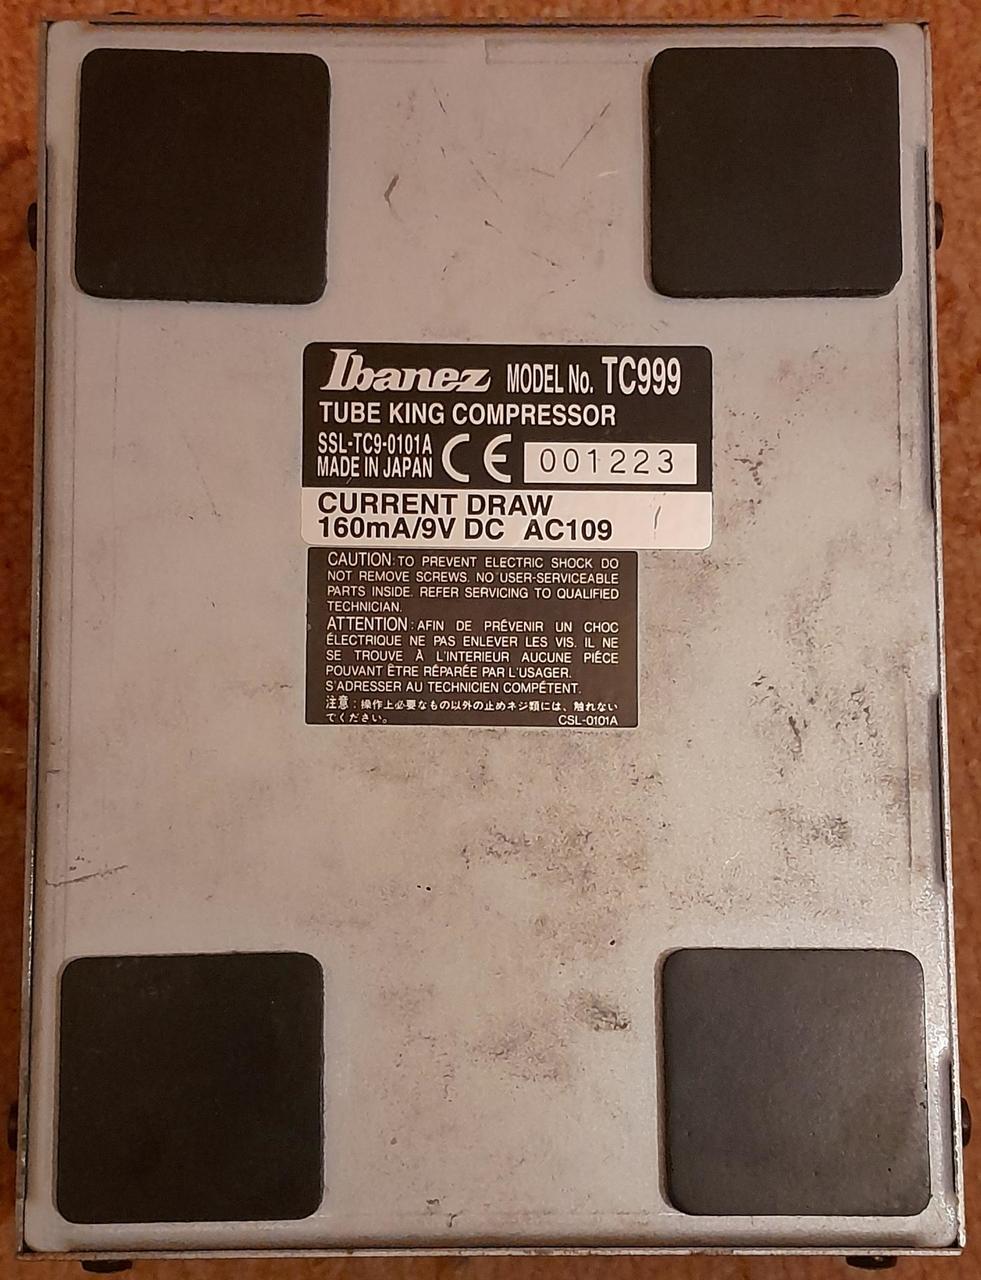 Ibanez MODEL No. TC999
TUBE KING COMPRESSOR
SSL-TC9-0101A
MADE IN JAPAN CE 001223
CURRENT DRAW
160mA/9V DC AC109
CAUTION: TO PREVENT ELECTRIC SHOCK DO
NOT REMOVE SCREWS. NO USER-SERVICEABLE
PARTS INSIDE. REFER SERVICING TO QUALIFIED
TECHNICIAN.
ATTENTION: AFIN DE PRÉVENIR UN CHOC
ÉLECTRIQUE NE PAS ENLEVER LES VIS. IL NE
SE TROUVE À L'INTERIEUR AUCUNE PIÉCE
POUVANT ÊTRE RÉPARÉE PAR L'USAGER.
S'ADRESSER AU TECHNICIEN COMPÉTENT.
注意：操作上必要なもの以外の止めネジ類には、触れない
でください。 CSL-0101A